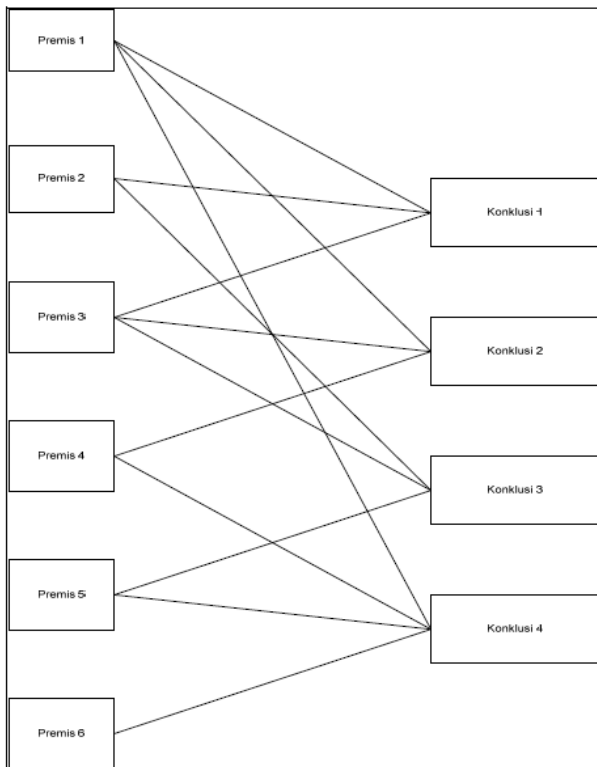 Premis 1
Premis 2
Premis 3
Premis 4
Premis 5
Premis 6
Konklusi 1
Konklusi 2
Konklusi 3
Konklusi 4